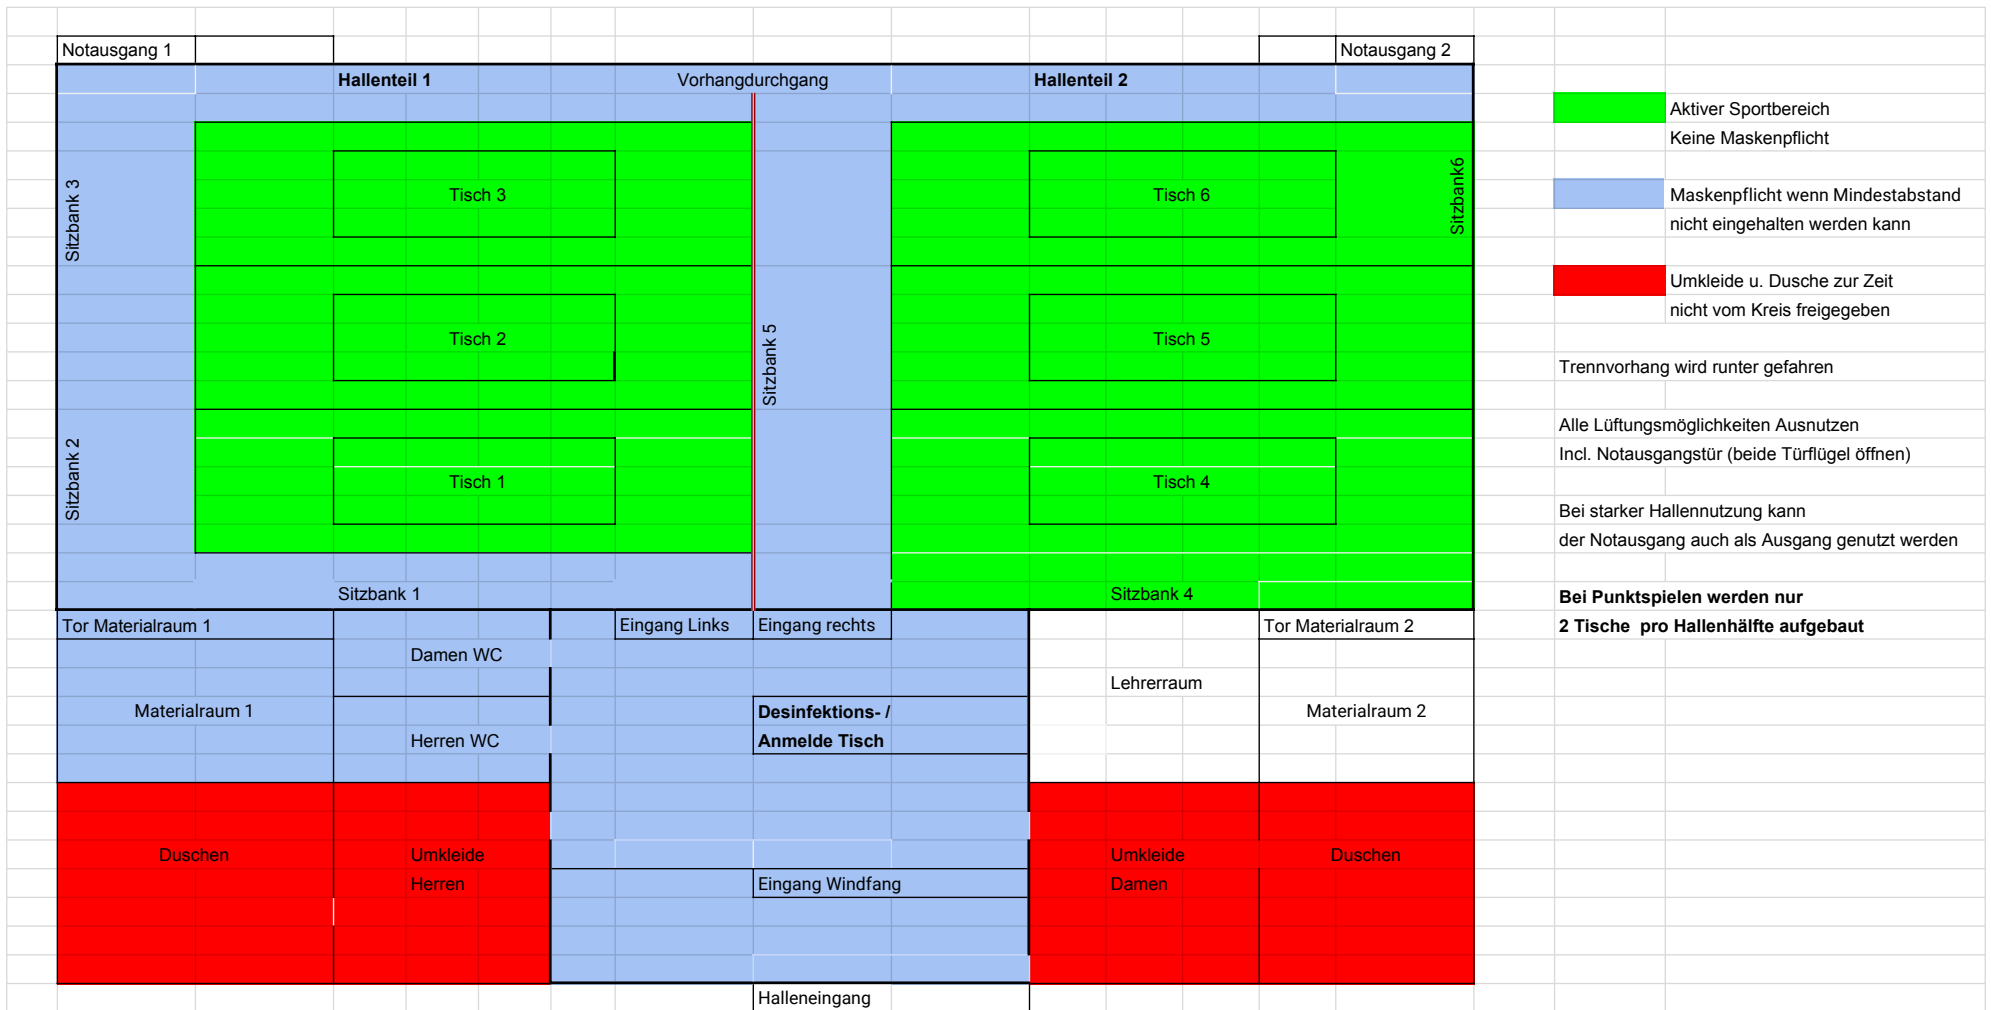 Notausgang 1
Notausgang 2
Hallenteil 1
Vorhangdurchgang
Hallenteil 2
Aktiver Sportbereich
Keine Maskenpflicht
Sitzbank 3
Tisch 3
Tisch 6
Sitzbank6
Maskenpflicht wenn Mindestabstand
nicht eingehalten werden kann
Umkleide u. Dusche zur Zeit
nicht vom Kreis freigegeben
Tisch 2
Sitzbank 5
Tisch 5
Trennvorhang wird runter gefahren
Alle Lüftungsmöglichkeiten Ausnutzen
Incl. Notausgangstür (beide Türflügel öffnen)
Sitzbank 2
Tisch 1
Tisch 4
Bei starker Hallennutzung kann
der Notausgang auch als Ausgang genutzt werden
Sitzbank 1
Sitzbank 4
Bei Punktspielen werden nur
2 Tische  pro Hallenhälfte aufgebaut
Tor Materialraum 1
Eingang Links
Eingang rechts
Tor Materialraum 2
Damen WC
Lehrerraum
Materialraum 1
Desinfektions- /
Anmelde Tisch
Materialraum 2
Herren WC
Duschen
Umkleide
Herren
Umkleide
Damen
Duschen
Eingang Windfang
Halleneingang